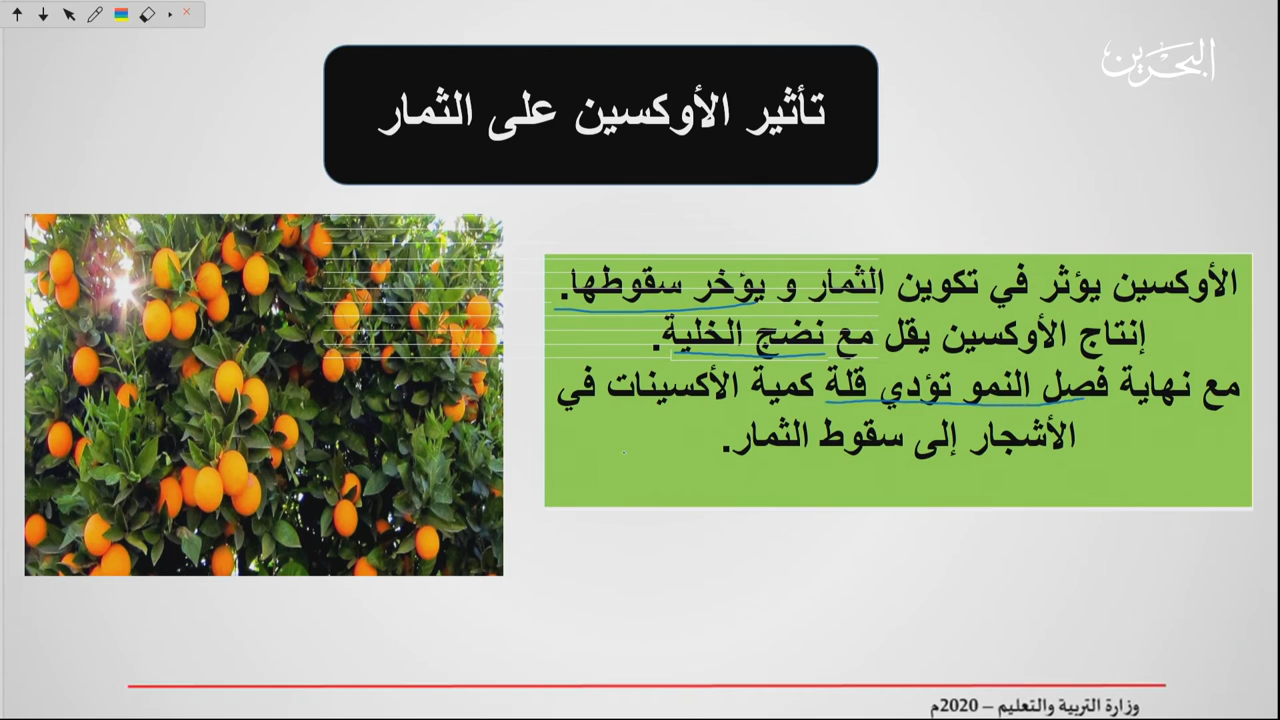 البحرين
تأثير الأوكسين على الثمار
الأوكسين يؤثر في تكوين الثمار و يؤخر سقوطها.
إنتاج الأوكسين يقل مع نضج الخلية.
مع نهاية فصل النمو تؤدي قلة كمية الأكسينات في
الأشجار إلى سقوط الثمار.
وزارة التربية والتعليم – 2020م